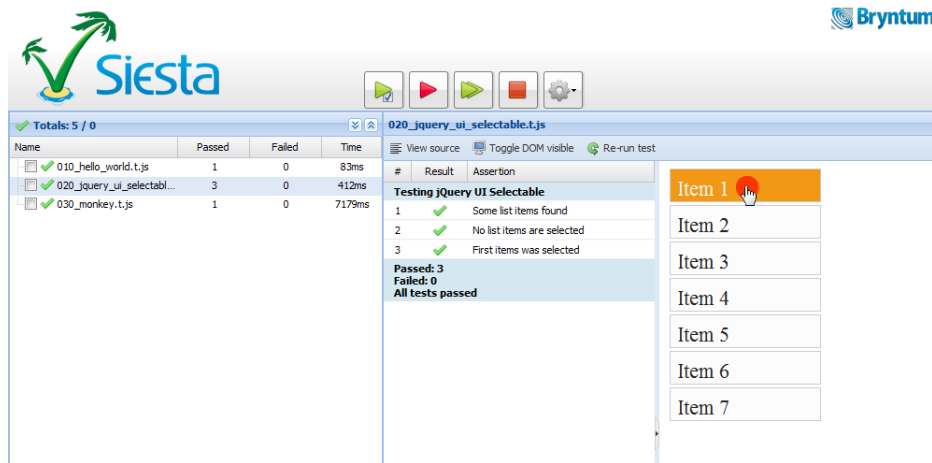 Bryntum
Siesta
Totals: 5 / 0
Name Passed Failed Time
010_hello_world.t.js 1 0 83ms
020_jquery_ui_selectabl... 3 0 412ms
030_monkey.t.js 1 0 7179ms
020_jquery_ui_selectable.t.js
View source Toggle DOM visible Re-run test
# Result Assertion
Testing jQuery UI Selectable
1 Some list items found
2 No list items are selected
3 First items was selected
Passed: 3
Failed: 0
All tests passed
Item 1
Item 2
Item 3
Item 4
Item 5
Item 6
Item 7